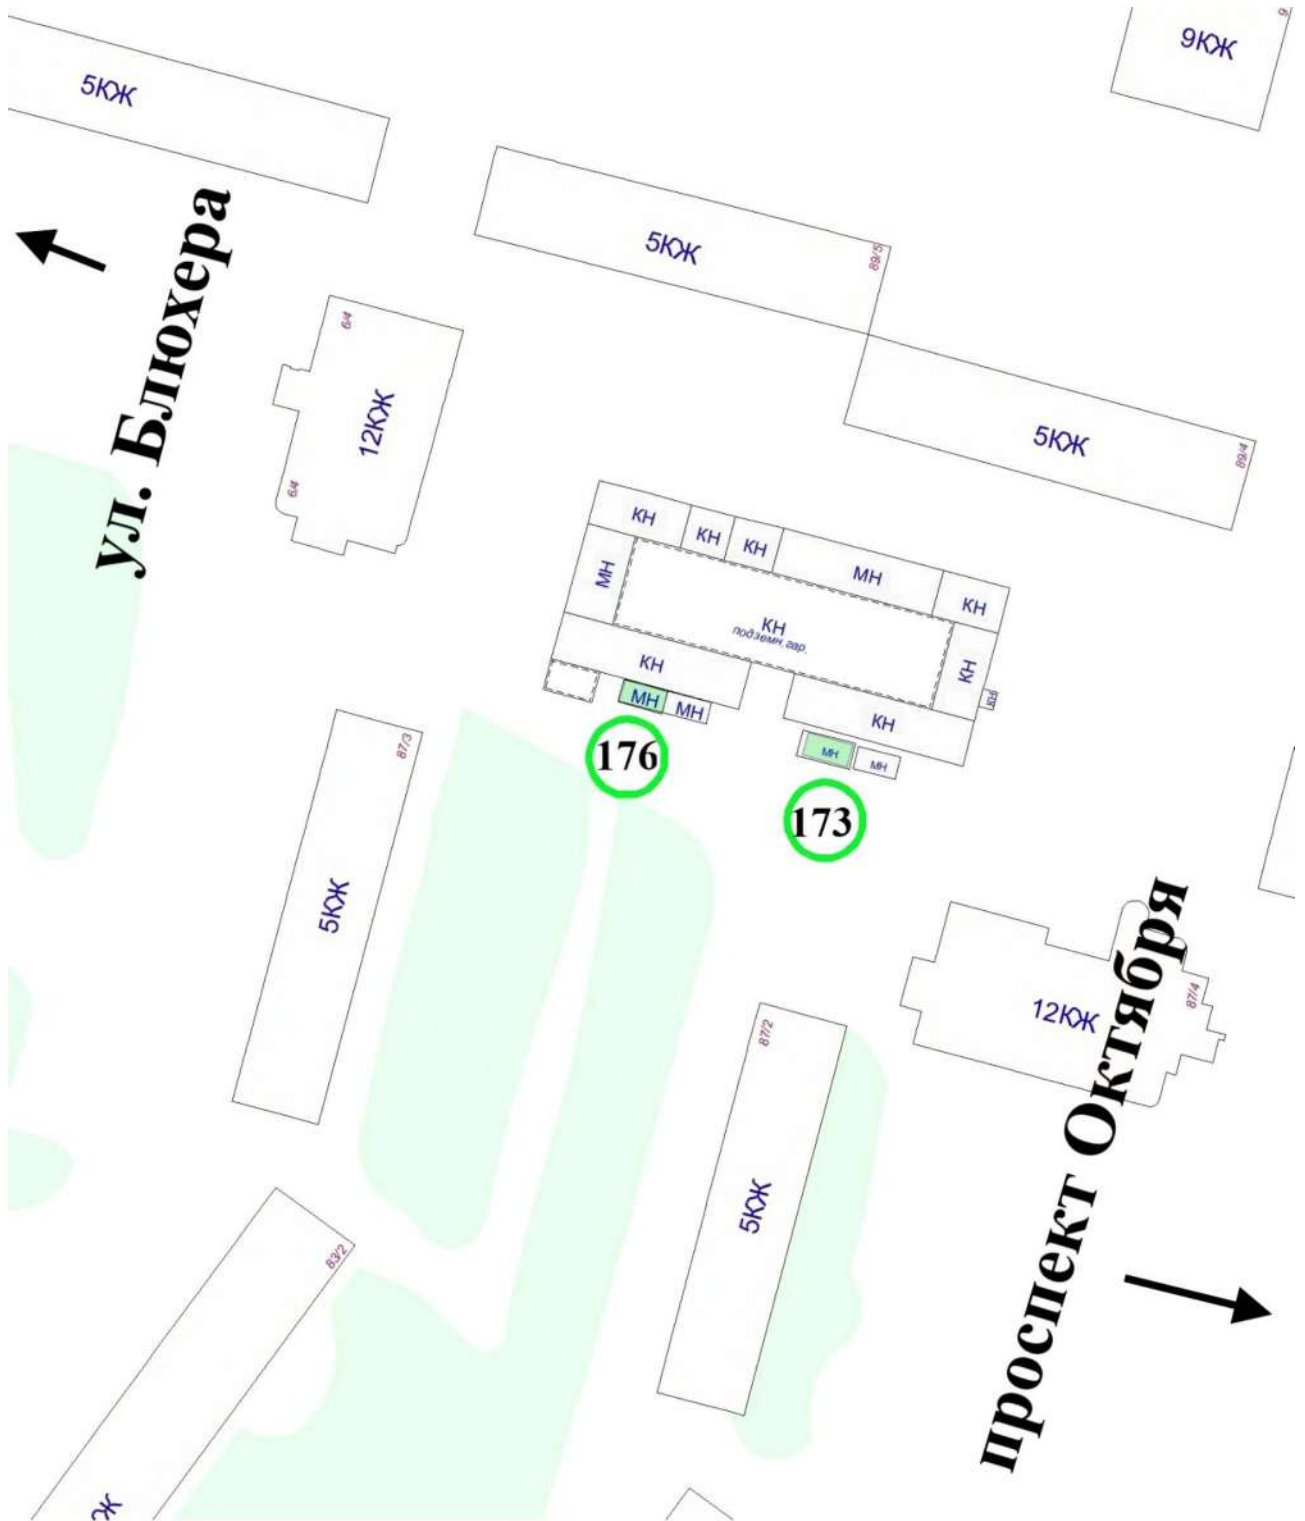 9КЖ
9
5КЖ
ул. Блюхера
5КЖ
89/5
6/4
12КЖ
6/4
5КЖ
89/4
КН
КН
КН
МН
КН
МН
КН
подземн. гар.
КН
КН
МН
МН
КН
176
МН
МН
173
87/3
5КЖ
12КЖ
87/4
проспект Октября
87/2
5КЖ
83/2